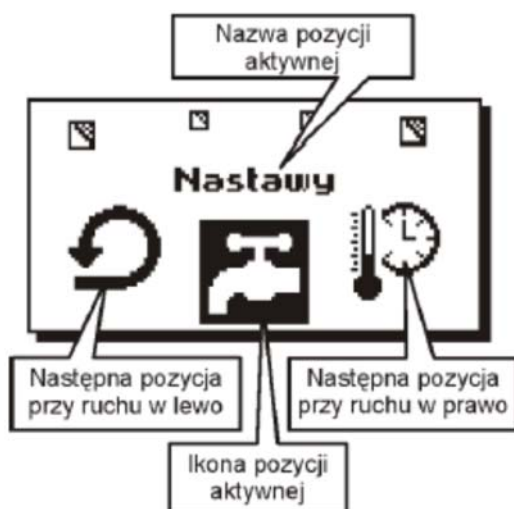 Nazwa pozycji
aktywnej
Nastawy
Następna pozycja
przy ruchu w lewo
Następna pozycja
przy ruchu w prawo
Ikona pozycji
aktywnej